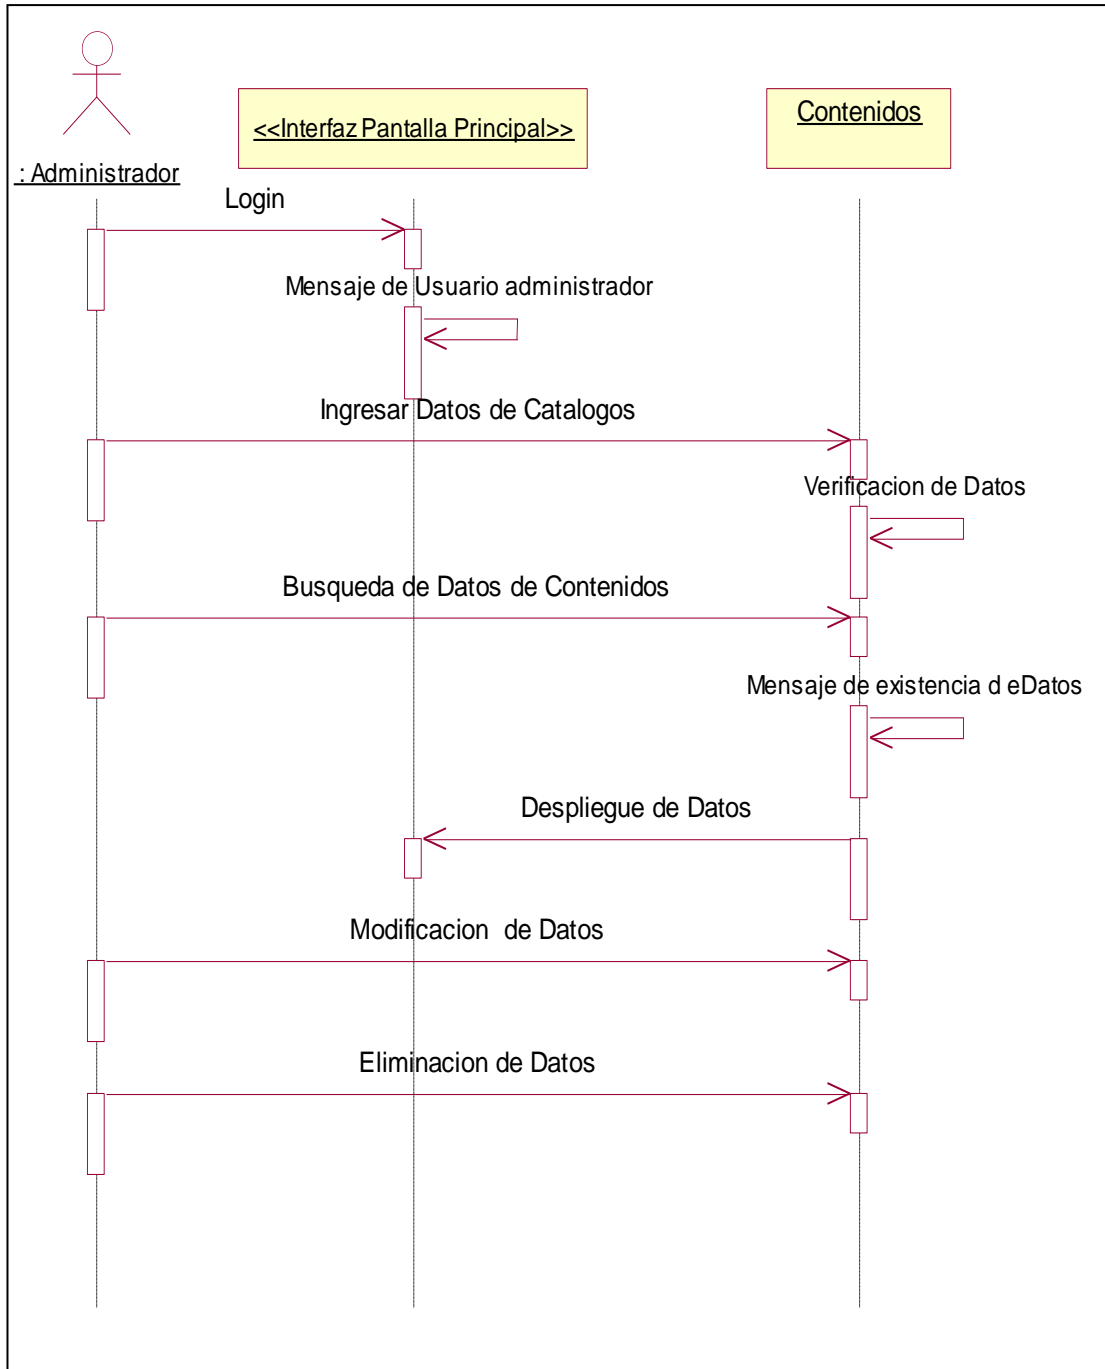 <<Interfaz Pantalla Principal>>
Contenidos
: Administrador
Login
Mensaje de Usuario administrador
Ingresar Datos de Catalogos
Verificacion de Datos
Busqueda de Datos de Contenidos
Mensaje de existencia d eDatos
Despliegue de Datos
Modificacion de Datos
Eliminacion de Datos